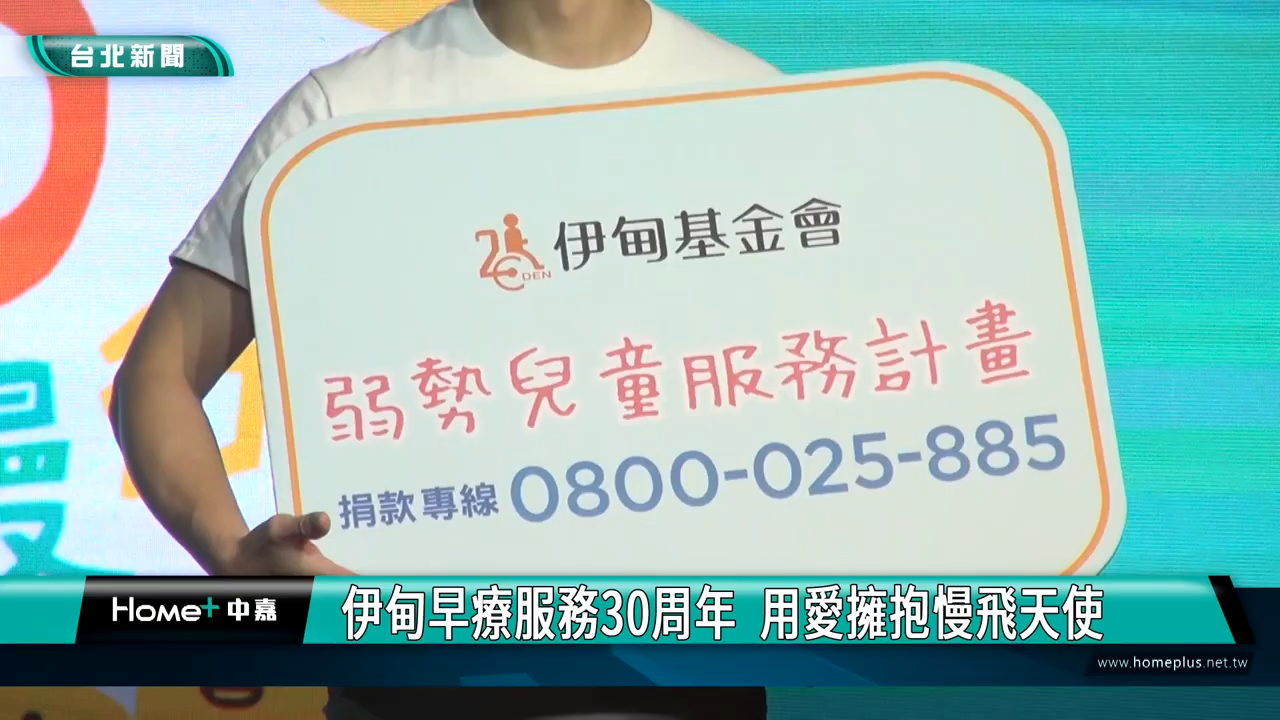 台北新聞
伊甸基金會
EDEN
弱勢兒童服務計畫
捐款專線 0800-025-885
慢
Home+中嘉
伊甸早療服務30周年 用愛擁抱慢飛天使
www.homeplus.net.tw